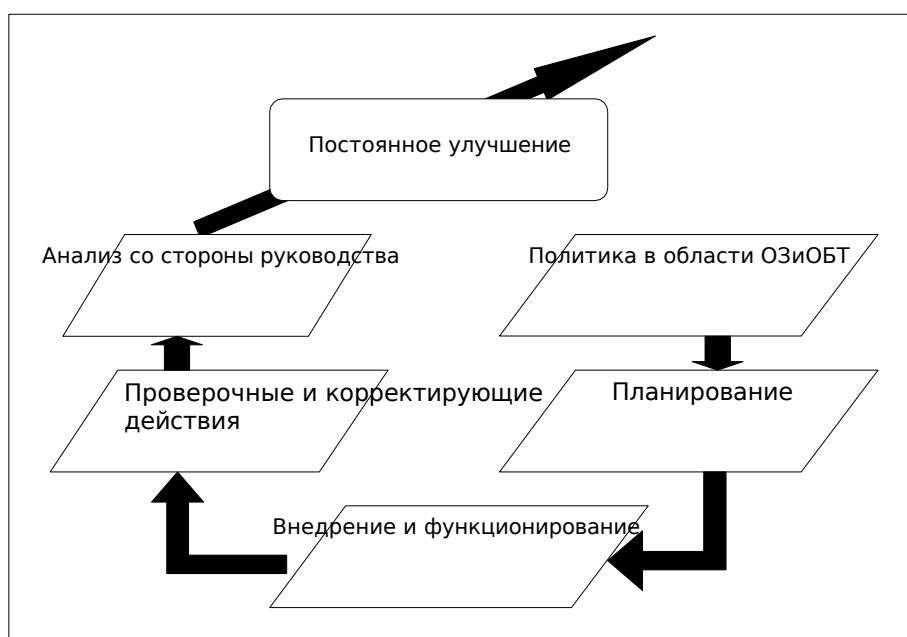 Постоянное улучшение
Анализ со стороны руководства
Политика в области ОЗиОБТ
Проверочные и корректирующие
действия
Планирование
Внедрение и функционирование